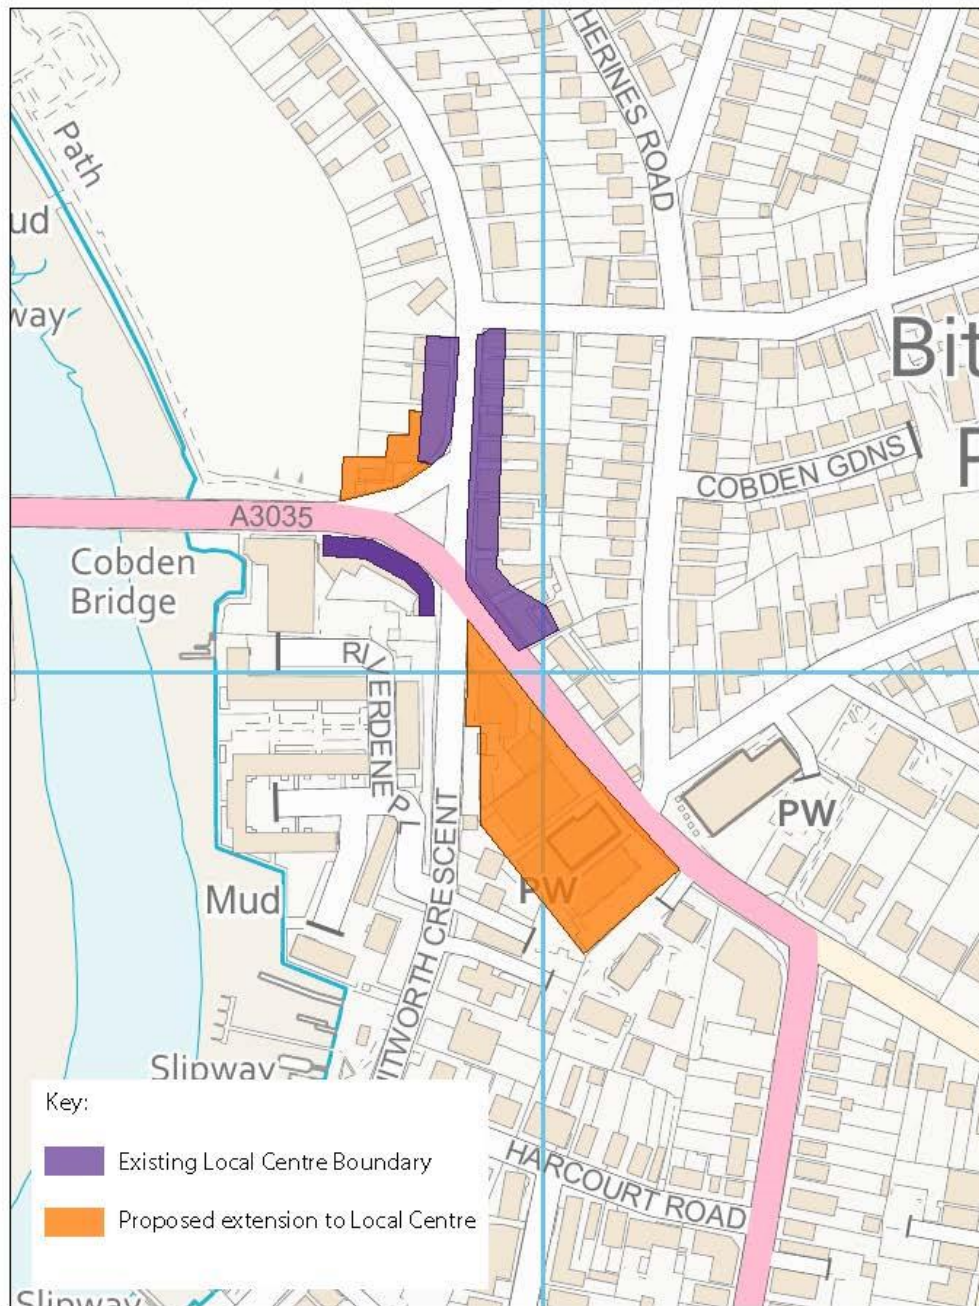 HERINES ROAD
Path
ud
way
Bit
COBDEN GDNS
A3035
Cobden
Bridge
RIVERDENE PL
PW
PW
Mud
ITWORTH CRESCENT
Slipway
Key:
Existing Local Centre Boundary
Proposed extension to Local Centre
HARCOURT ROAD
Slipway